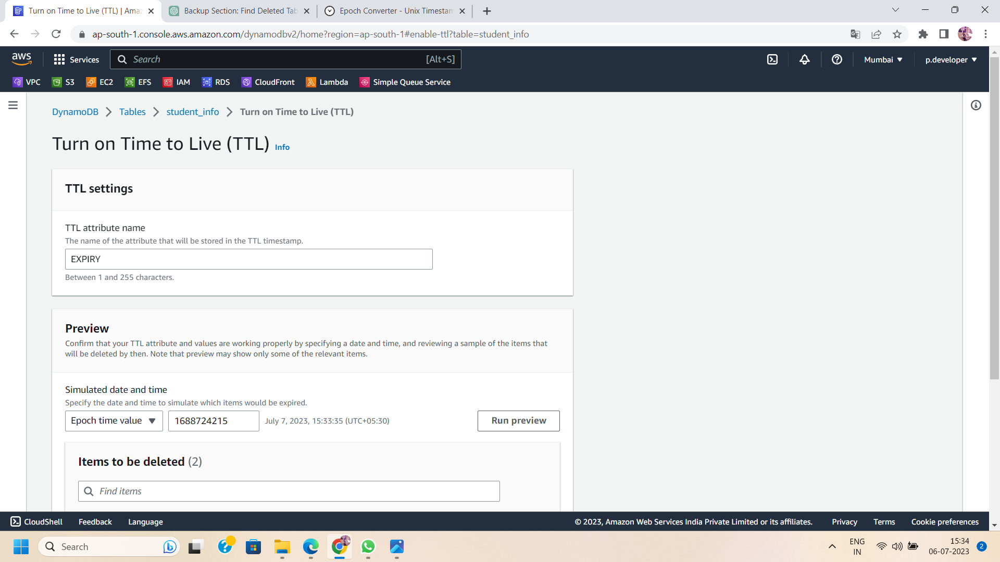 Turn on Time to Live (TTL) | Amaz
Backup Section: Find Deleted Tab
Epoch Converter - Unix Timestam
ap-south-1.console.aws.amazon.com/dynamodbv2/home?region=ap-south-1#enable-ttl?table=student_info
aws
Services
Search
[Alt+S]
Mumbai
p.developer
VPC
S3
EC2
EFS
IAM
RDS
CloudFront
Lambda
Simple Queue Service
DynamoDB
Tables
student_info
Turn on Time to Live (TTL)
Turn on Time to Live (TTL) Info
TTL settings
TTL attribute name
The name of the attribute that will be stored in the TTL timestamp.
EXPIRY
Between 1 and 255 characters.
Preview
Confirm that your TTL attribute and values are working properly by specifying a date and time, and reviewing a sample of the items that
will be deleted by then. Note that preview may show only some of the relevant items.
Simulated date and time
Specify the date and time to simulate which items would be expired.
Epoch time value
1688724215
July 7, 2023, 15:33:35 (UTC+05:30)
Run preview
Items to be deleted (2)
Find items
CloudShell
Feedback
Language
© 2023, Amazon Web Services India Private Limited or its affiliates.
Privacy
Terms
Cookie preferences
Search
ENG
IN
15:34
06-07-2023
2